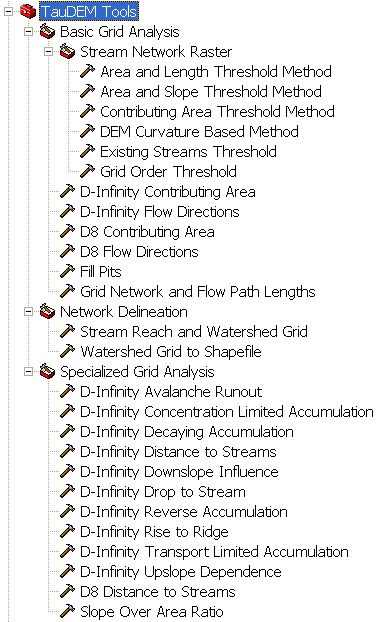 TauDEM Tools
Basic Grid Analysis
Stream Network Raster
Area and Length Threshold Method
Area and Slope Threshold Method
Contributing Area Threshold Method
DEM Curvature Based Method
Existing Streams Threshold
Grid Order Threshold
D-Infinity Contributing Area
D-Infinity Flow Directions
D8 Contributing Area
D8 Flow Directions
Fill Pits
Grid Network and Flow Path Lengths
Network Delineation
Stream Reach and Watershed Grid
Watershed Grid to Shapefile
Specialized Grid Analysis
D-Infinity Avalanche Runout
D-Infinity Concentration Limited Accumulation
D-Infinity Decaying Accumulation
D-Infinity Distance to Streams
D-Infinity Downslope Influence
D-Infinity Drop to Stream
D-Infinity Reverse Accumulation
D-Infinity Rise to Ridge
D-Infinity Transport Limited Accumulation
D-Infinity Upslope Dependence
D8 Distance to Streams
Slope Over Area Ratio